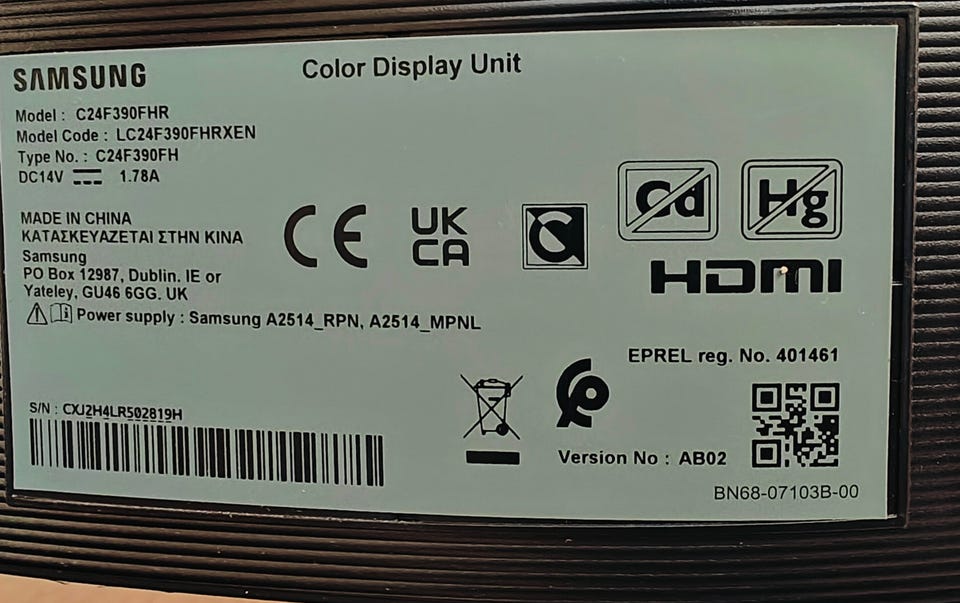 SAMSUNG
Color Display Unit
Model : C24F390FHR
Model Code : LC24F390FHRXEN
Type No. : C24F390FH
DC14V 1.78A
MADE IN CHINA
ΚΑΤΑΣΚΕΥΑΖΕΤΑΙ ΣΤΗΝ ΚΙΝΑ
Samsung
PO Box 12987, Dublin. IE or
Yateley, GU46 6GG. UK
Power supply : Samsung A2514_RPN, A2514_MPNL
CE
UK
CA
Cd
Hg
HDMI
EPREL reg. No. 401461
S/N : CXJ2H4LR502819H
Version No : AB02
BN68-07103B-00